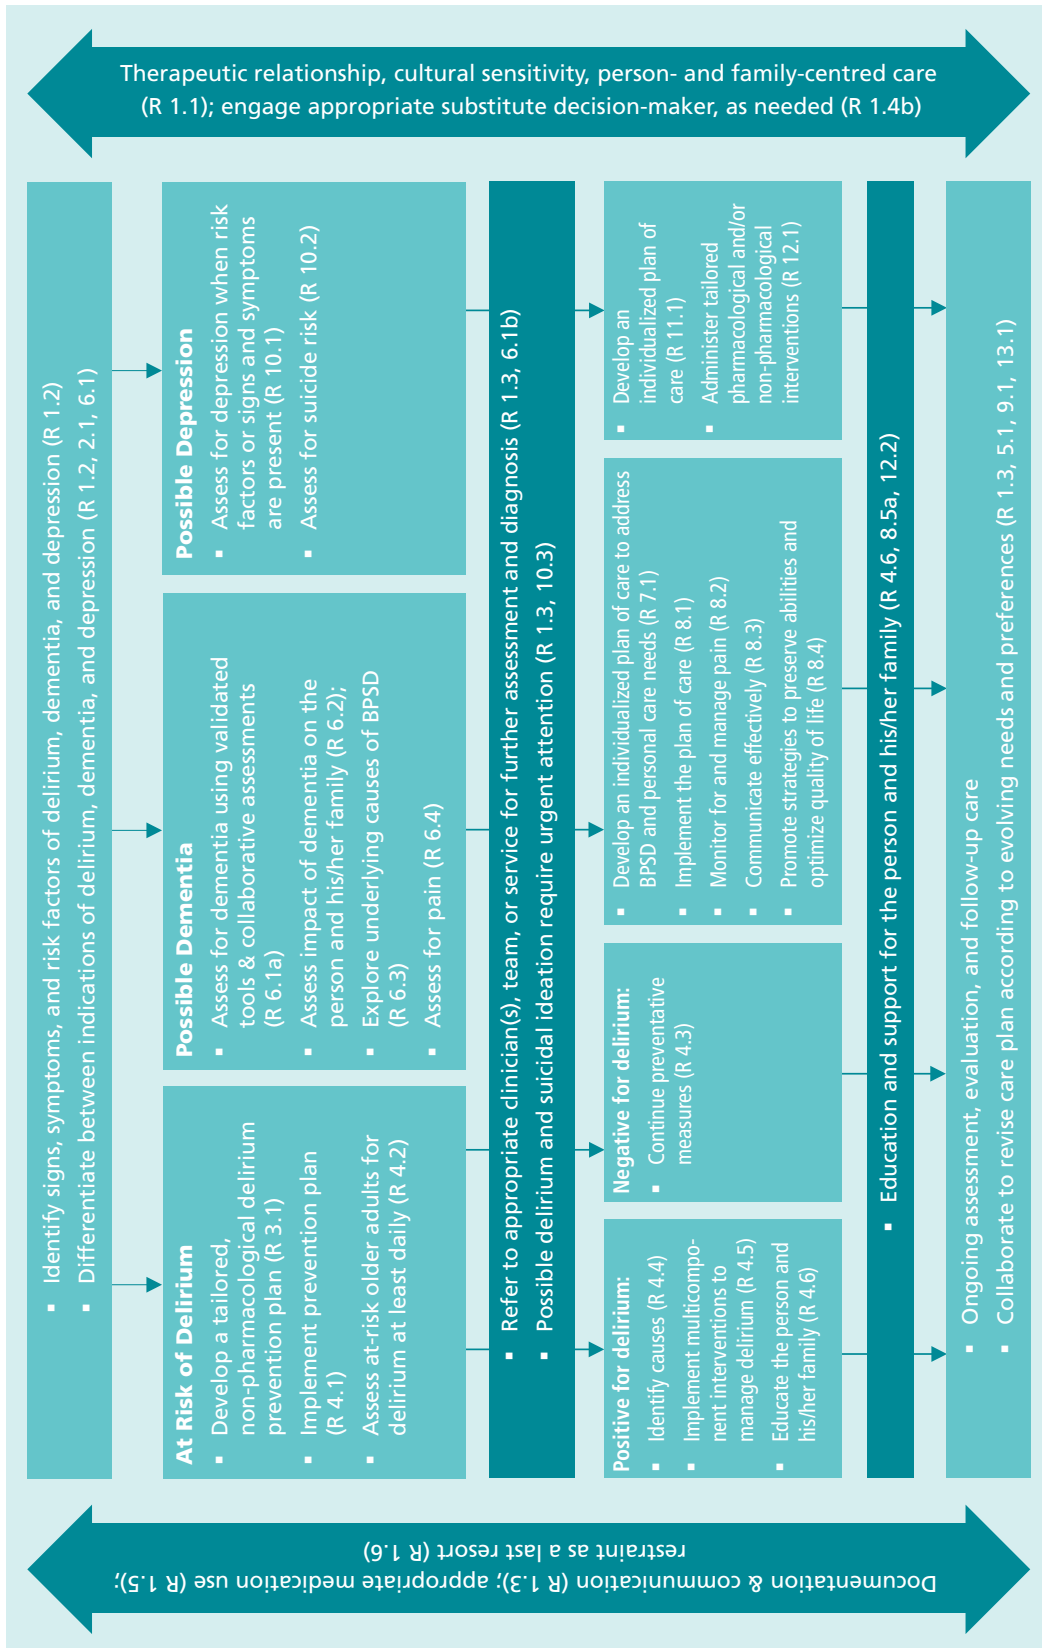 Therapeutic relationship, cultural sensitivity, person- and family-centred care
(R 1.1); engage appropriate substitute decision-maker, as needed (R 1.4b)
▪ Identify signs, symptoms, and risk factors of delirium, dementia, and depression (R 1.2)
▪ Differentiate between indications of delirium, dementia, and depression (R 1.2, 2.1, 6.1)
At Risk of Delirium
▪ Develop a tailored,
non-pharmacological delirium
prevention plan (R 3.1)
▪ Implement prevention plan
(R 4.1)
▪ Assess at-risk older adults for
delirium at least daily (R 4.2)
Possible Dementia
▪ Assess for dementia using validated
tools & collaborative assessments
(R 6.1a)
▪ Assess impact of dementia on the
person and his/her family (R 6.2);
▪ Explore underlying causes of BPSD
(R 6.3)
▪ Assess for pain (R 6.4)
Possible Depression
▪ Assess for depression when risk
factors or signs and symptoms
are present (R 10.1)
▪ Assess for suicide risk (R 10.2)
▪ Refer to appropriate clinician(s), team, or service for further assessment and diagnosis (R 1.3, 6.1b)
▪ Possible delirium and suicidal ideation require urgent attention (R 1.3, 10.3)
Positive for delirium:
▪ Identify causes (R 4.4)
▪ Implement multicompo-
nent interventions to
manage delirium (R 4.5)
▪ Educate the person and
his/her family (R 4.6)
Negative for delirium:
▪ Continue preventative
measures (R 4.3)
▪ Develop an individualized plan of care to address
BPSD and personal care needs (R 7.1)
▪ Implement the plan of care (R 8.1)
▪ Monitor for and manage pain (R 8.2)
▪ Communicate effectively (R 8.3)
▪ Promote strategies to preserve abilities and
optimize quality of life (R 8.4)
▪ Develop an
individualized plan of
care (R 11.1)
▪ Administer tailored
pharmacological and/or
non-pharmacological
interventions (R 12.1)
▪ Education and support for the person and his/her family (R 4.6, 8.5a, 12.2)
▪ Ongoing assessment, evaluation, and follow-up care
▪ Collaborate to revise care plan according to evolving needs and preferences (R 1.3, 5.1, 9.1, 13.1)
Documentation & communication (R 1.3); appropriate medication use (R 1.5);
restraint as a last resort (R 1.6)